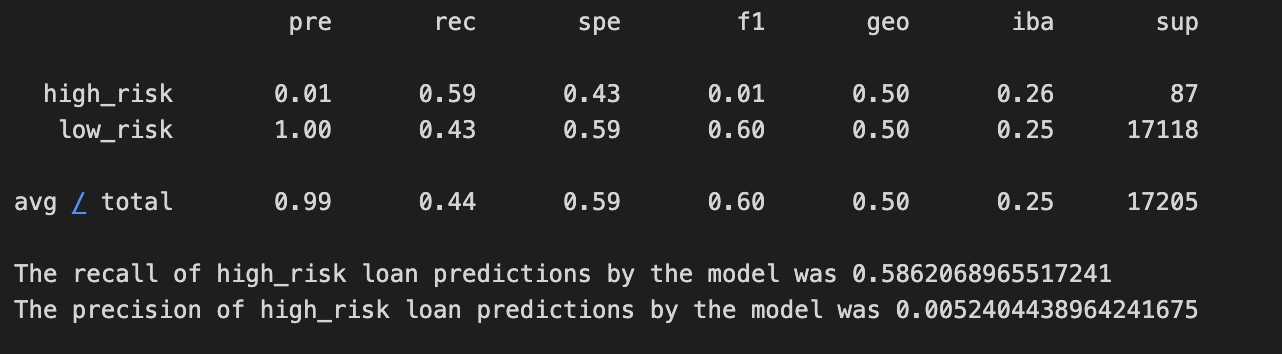 pre rec spe f1 geo iba sup
high_risk 0.01 0.59 0.43 0.01 0.50 0.26 87
low_risk 1.00 0.43 0.59 0.60 0.50 0.25 17118
avg / total 0.99 0.44 0.59 0.60 0.50 0.25 17205
The recall of high_risk loan predictions by the model was 0.5862068965517241
The precision of high_risk loan predictions by the model was 0.0052404438964241675